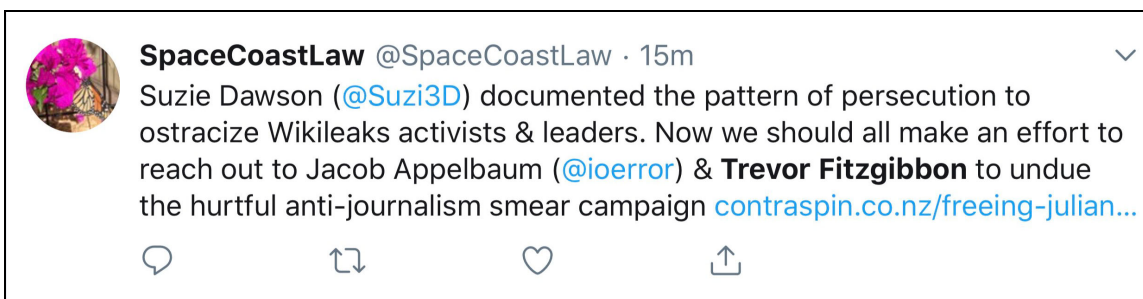 SpaceCoastLaw @SpaceCoastLaw · 15m
Suzie Dawson (@Suzi3D) documented the pattern of persecution to
ostracize Wikileaks activists & leaders. Now we should all make an effort to
reach out to Jacob Appelbaum (@ioerror) & Trevor Fitzgibbon to undue
the hurtful anti-journalism smear campaign contraspin.co.nz/freeing-julian...